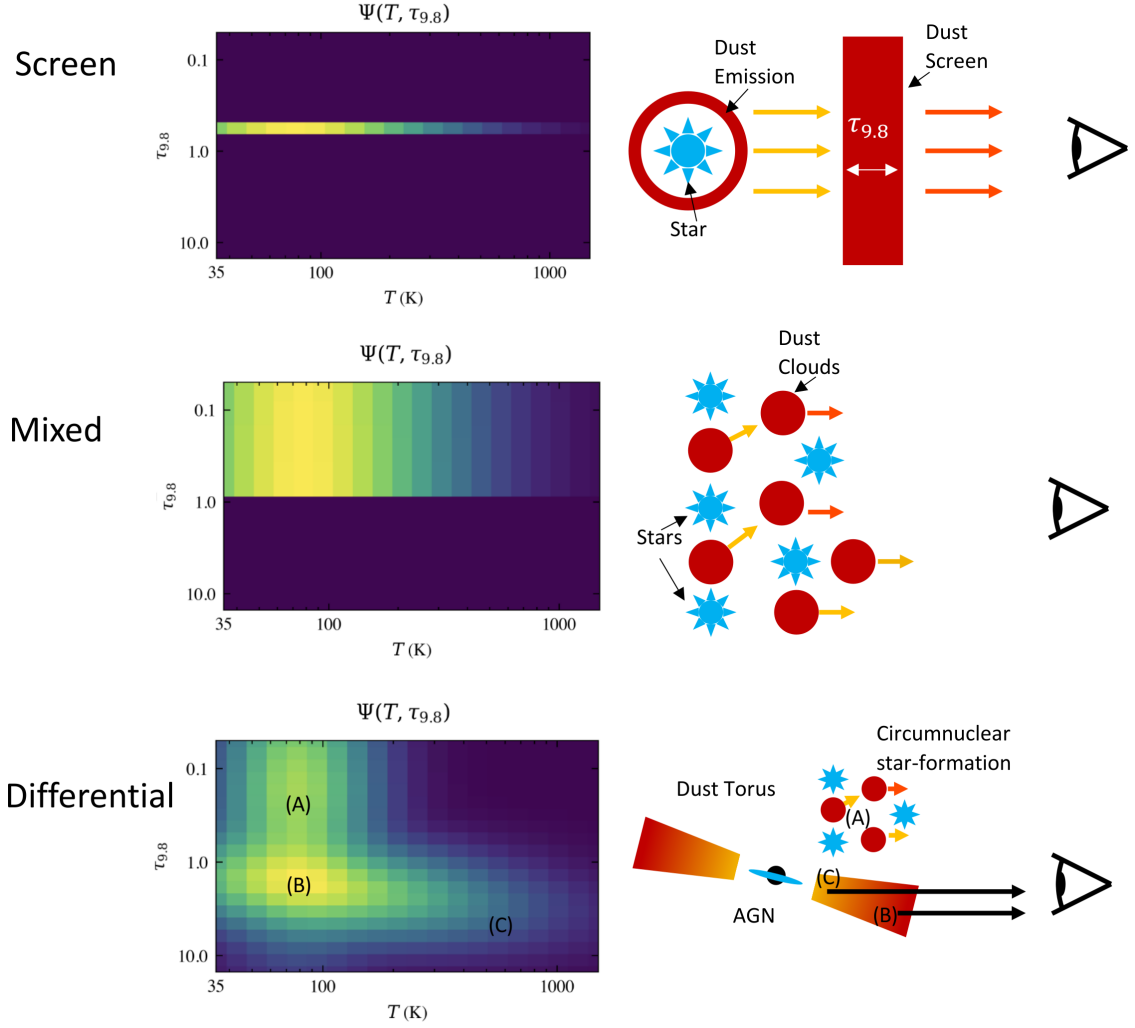 Screen
Ψ(T, τ9.8)
0.1
1.0
10.0
τ9.8
35
100
1000
T (K)
Dust
Emission
Dust
Screen
τ9.8
Star
Mixed
Ψ(T, τ9.8)
0.1
1.0
10.0
τ9.8
35
100
1000
T (K)
Dust
Clouds
Stars
Differential
Ψ(T, τ9.8)
0.1
1.0
10.0
τ9.8
(A)
(B)
(C)
35
100
1000
T (K)
Circumnuclear
star-formation
Dust Torus
(A)
(C)
(B)
AGN